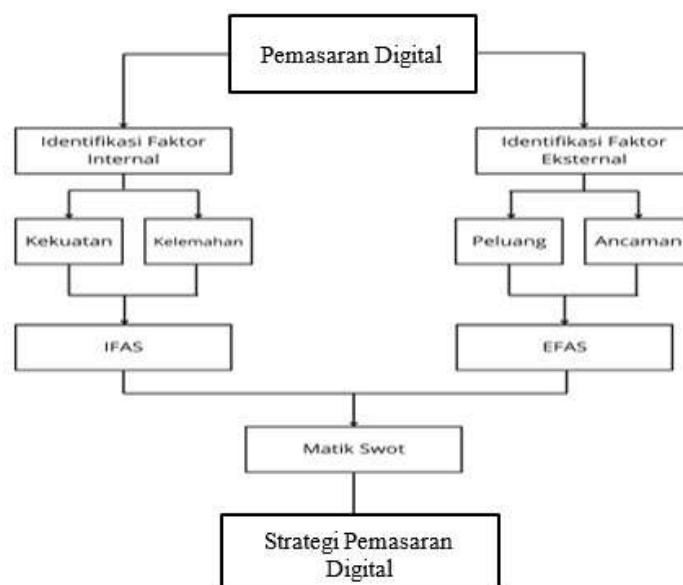 Pemasaran Digital
Identifikasi Faktor
Internal
Identifikasi Faktor
Eksternal
Kekuatan
Kelemahan
Peluang
Ancaman
IFAS
EFAS
Matik Swot
Strategi Pemasaran
Digital